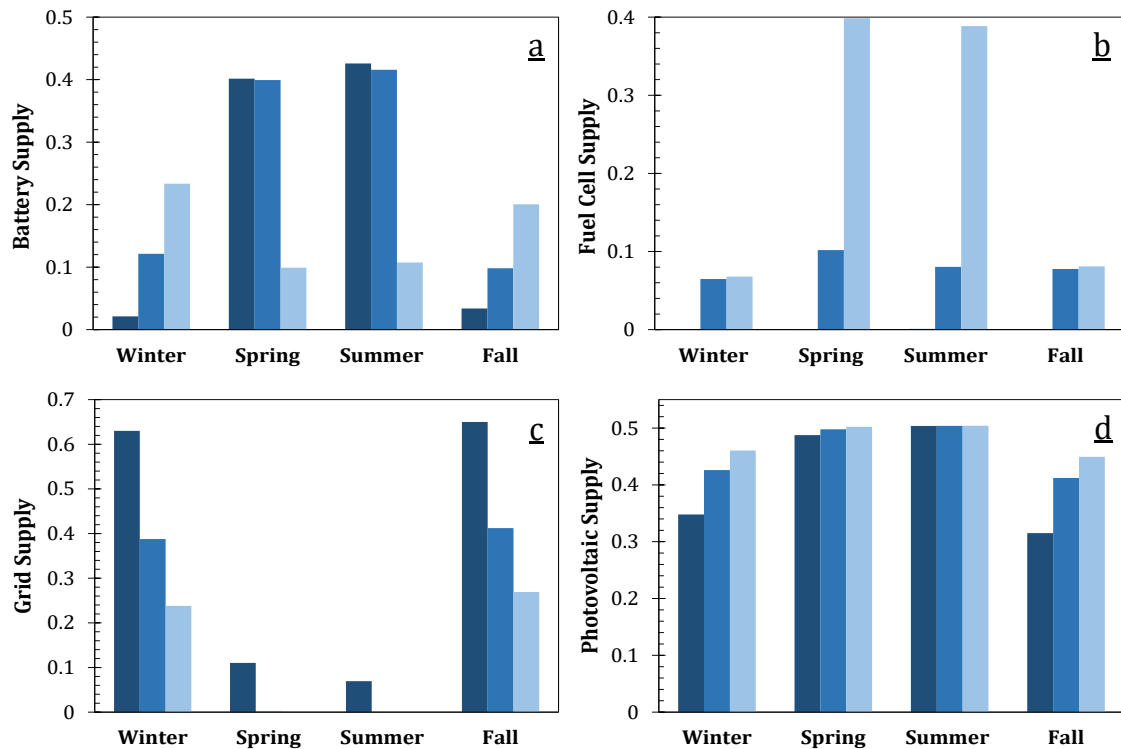 a
Battery Supply
0.5
0.4
0.3
0.2
0.1
0
Winter Spring Summer Fall
b
Fuel Cell Supply
0.4
0.3
0.2
0.1
0
Winter Spring Summer Fall
c
Grid Supply
0.7
0.6
0.5
0.4
0.3
0.2
0.1
0
Winter Spring Summer Fall
d
Photovoltaic Supply
0.5
0.4
0.3
0.2
0.1
0
Winter Spring Summer Fall